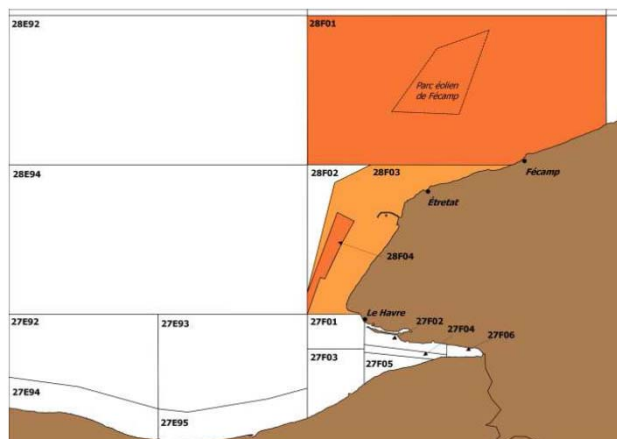 28E92
28F01
Parc éolien
de Fécamp
28E94
28F02
28F03
Fécamp
Étretat
28F04
27E92
27E93
27F01
Le Havre
27F02
27F04
27F06
27F03
27F05
27E94
27E95